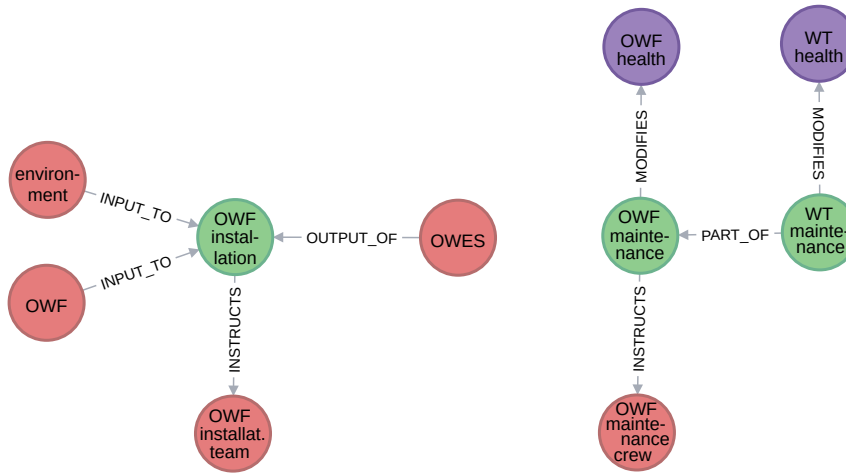 environ-
ment
INPUT_TO
OWF
INPUT_TO
OWF
instal-
lation
OUTPUT_OF
OWES
INSTRUCTS
OWF
installat.
team
OWF
health
WT
health
MODIFIES
MODIFIES
OWF
mainte-
nance
PART_OF
WT
mainte-
nance
INSTRUCTS
OWF
mainte-
nance
crew